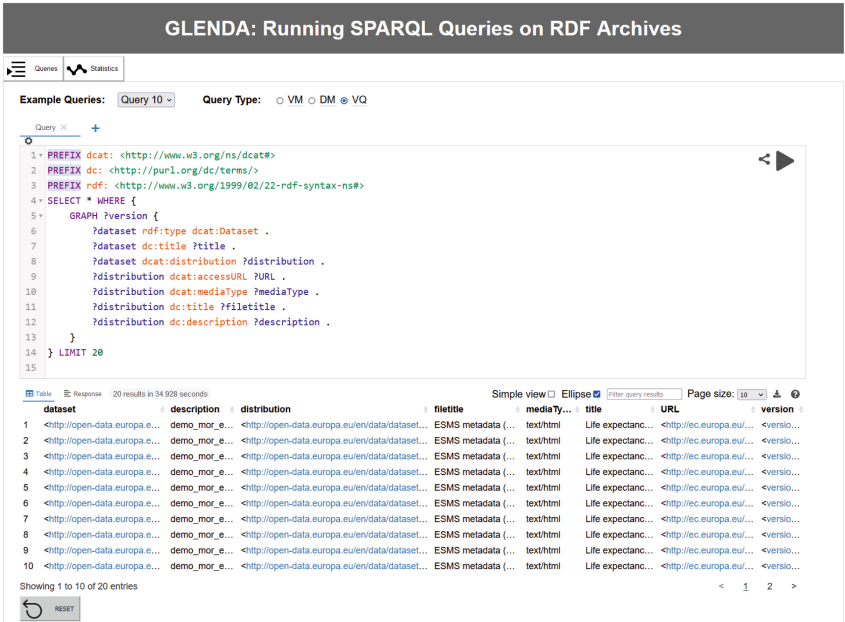 GLENDA: Running SPARQL Queries on RDF Archives
Queries Statistics
Example Queries: Query 10 Query Type: VM DM VQ
Query × +
1 PREFIX dcat: <http://www.w3.org/ns/dcat#>
2 PREFIX dc: <http://purl.org/dc/terms/>
3 PREFIX rdf: <http://www.w3.org/1999/02/22-rdf-syntax-ns#>
4 SELECT * WHERE {
5 GRAPH ?version {
6 ?dataset rdf:type dcat:Dataset .
7 ?dataset dc:title ?title .
8 ?dataset dcat:distribution ?distribution .
9 ?distribution dcat:accessURL ?URL .
10 ?distribution dcat:mediaType ?mediaType .
11 ?distribution dc:title ?filetitle .
12 ?distribution dc:description ?description .
13 }
14 } LIMIT 20
15
Table Response 20 results in 34.928 seconds Simple view Ellipse Filter query results Page size: 10
dataset description distribution filetitle mediaTy... title URL version
1 <http://open-data.europa.e... demo_mor_e... <http://open-data.europa.eu/en/data/dataset... ESMS metadata (... text/html Life expectanc... <http://ec.europa.eu/... <versio...
2 <http://open-data.europa.e... demo_mor_e... <http://open-data.europa.eu/en/data/dataset... ESMS metadata (... text/html Life expectanc... <http://ec.europa.eu/... <versio...
3 <http://open-data.europa.e... demo_mor_e... <http://open-data.europa.eu/en/data/dataset... ESMS metadata (... text/html Life expectanc... <http://ec.europa.eu/... <versio...
4 <http://open-data.europa.e... demo_mor_e... <http://open-data.europa.eu/en/data/dataset... ESMS metadata (... text/html Life expectanc... <http://ec.europa.eu/... <versio...
5 <http://open-data.europa.e... demo_mor_e... <http://open-data.europa.eu/en/data/dataset... ESMS metadata (... text/html Life expectanc... <http://ec.europa.eu/... <versio...
6 <http://open-data.europa.e... demo_mor_e... <http://open-data.europa.eu/en/data/dataset... ESMS metadata (... text/html Life expectanc... <http://ec.europa.eu/... <versio...
7 <http://open-data.europa.e... demo_mor_e... <http://open-data.europa.eu/en/data/dataset... ESMS metadata (... text/html Life expectanc... <http://ec.europa.eu/... <versio...
8 <http://open-data.europa.e... demo_mor_e... <http://open-data.europa.eu/en/data/dataset... ESMS metadata (... text/html Life expectanc... <http://ec.europa.eu/... <versio...
9 <http://open-data.europa.e... demo_mor_e... <http://open-data.europa.eu/en/data/dataset... ESMS metadata (... text/html Life expectanc... <http://ec.europa.eu/... <versio...
10 <http://open-data.europa.e... demo_mor_e... <http://open-data.europa.eu/en/data/dataset... ESMS metadata (... text/html Life expectanc... <http://ec.europa.eu/... <versio...
Showing 1 to 10 of 20 entries < 1 2 >
RESET